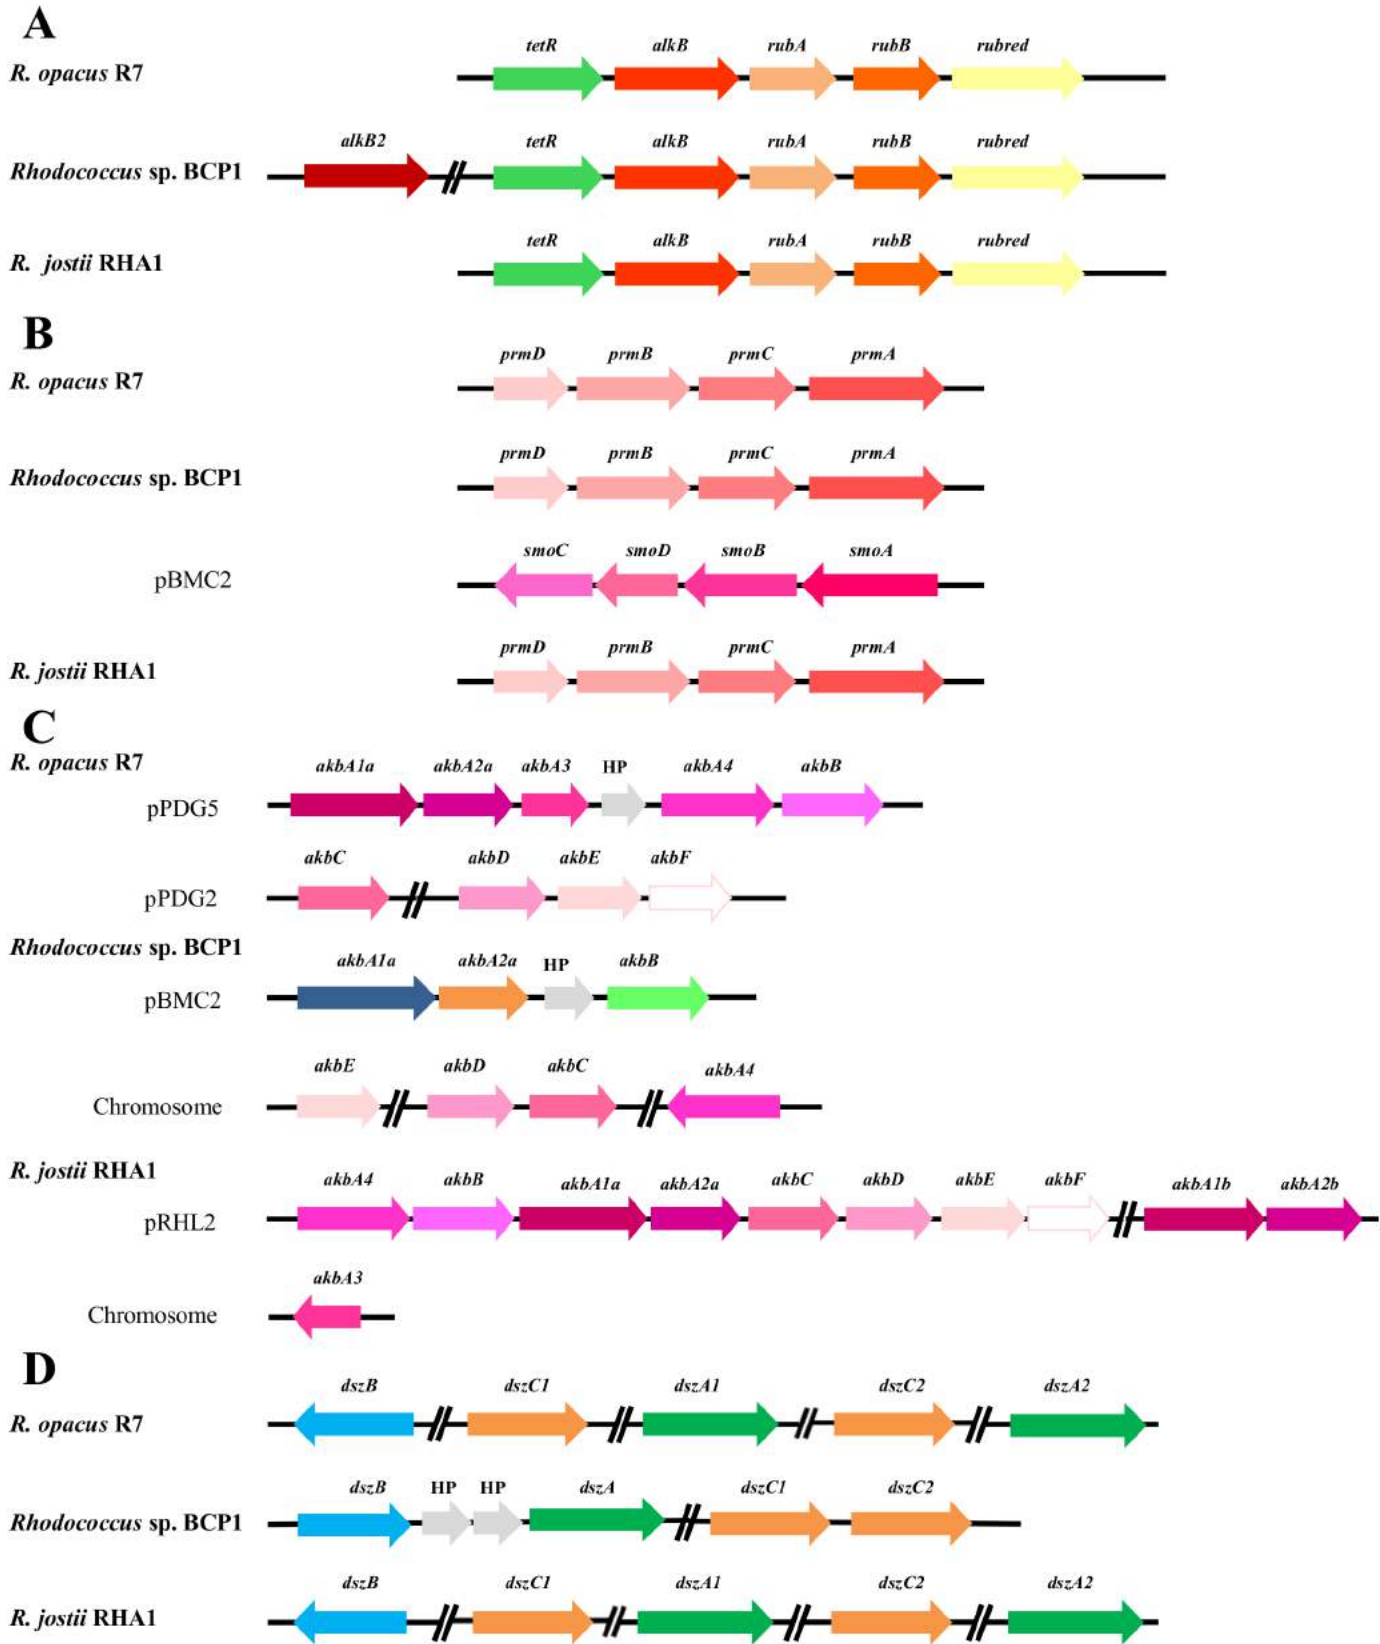 A
tetR alkB rubA rubB rubred
R. opacus R7
alkB2 tetR alkB rubA rubB rubred
Rhodococcus sp. BCP1
tetR alkB rubA rubB rubred
R. jostii RHA1
B
prmD prmB prmC prmA
R. opacus R7
prmD prmB prmC prmA
Rhodococcus sp. BCP1
smoC smoD smoB smoA
pBMC2
prmD prmB prmC prmA
R. jostii RHA1
C
R. opacus R7
akbA1a akbA2a akbA3 HP akbA4 akbB
pPDG5
akbC akbD akbE akbF
pPDG2
Rhodococcus sp. BCP1
akbA1a akbA2a HP akbB
pBMC2
akbE akbD akbC akbA4
Chromosome
R. jostii RHA1
akbA4 akbB akbA1a akbA2a akbC akbD akbE akbF akbA1b akbA2b
pRHL2
akbA3
Chromosome
D
dszB dszC1 dszA1 dszC2 dszA2
R. opacus R7
dszB HP HP dszA dszC1 dszC2
Rhodococcus sp. BCP1
dszB dszC1 dszA1 dszC2 dszA2
R. jostii RHA1